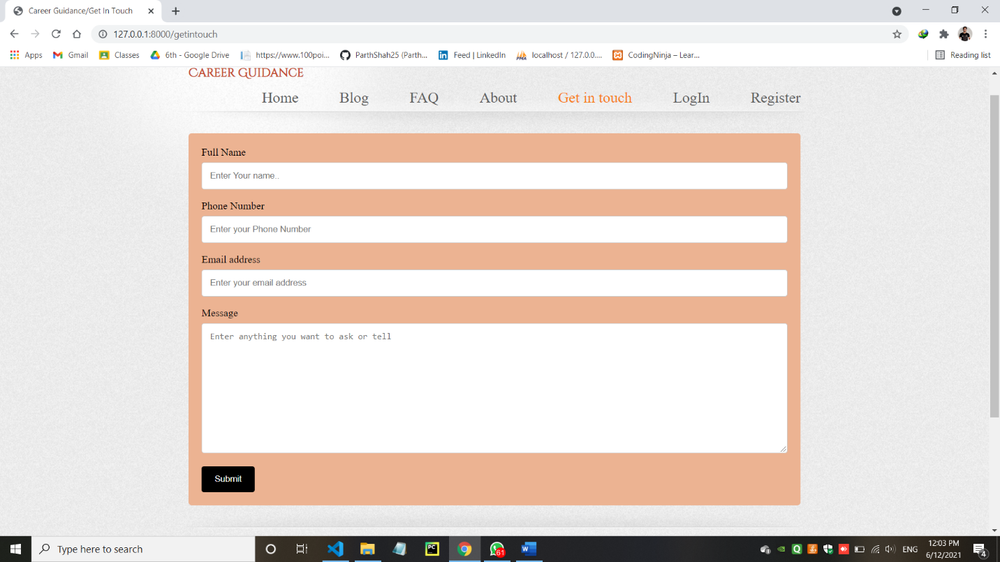 Career Guidance/Get In Touch
127.0.0.1:8000/getintouch
Apps
Gmail
Classes
6th - Google Drive
https://www.100poi...
ParthShah25 (Parth...
Feed | LinkedIn
localhost / 127.0.0....
CodingNinja – Lear...
Reading list
CAREER GUIDANCE
Home
Blog
FAQ
About
Get in touch
LogIn
Register
Full Name
Enter Your name..
Phone Number
Enter your Phone Number
Email address
Enter your email address
Message
Enter anything you want to ask or tell
Submit
Type here to search
PC
61
ENG
12:03 PM
6/12/2021
4